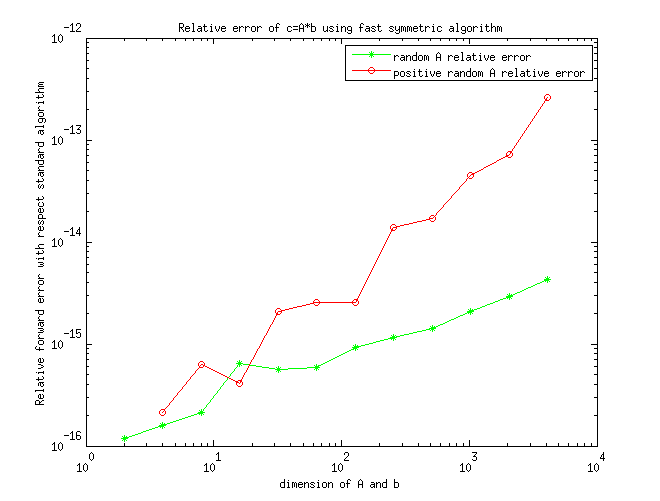 Relative error of c=A*b using fast symmetric algorithm
random A relative error
positive random A relative error
Relative forward error with respect standard algorithm
10^-12
10^-13
10^-14
10^-15
10^-16
10^0
10^1
10^2
10^3
10^4
dimension of A and b